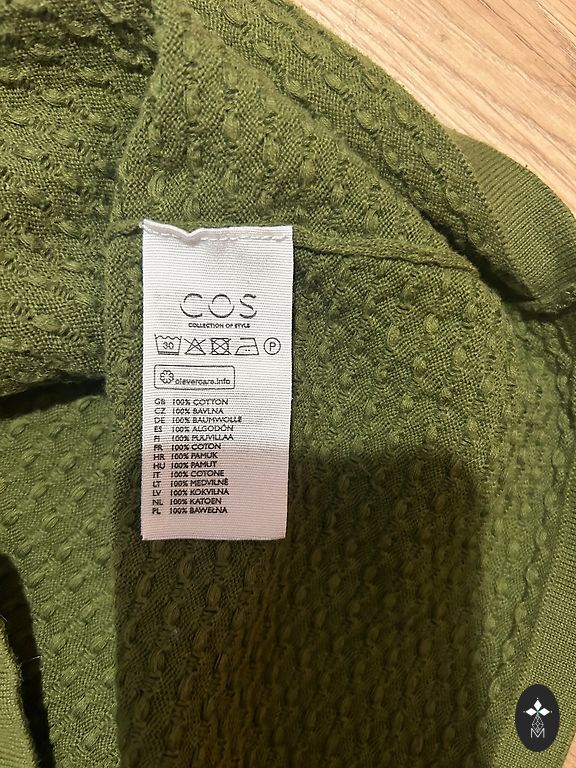 COS
COLLECTION OF STYLE
30 P
clevercare.info
GB 100% COTTON
CZ 100% BAVLNA
DE 100% BAUMWOLLE
ES 100% ALGODÓN
FI 100% PUUVILLAA
FR 100% COTON
HR 100% PAMUK
HU 100% PAMUT
IT 100% COTONE
LT 100% MEDVILNĖ
LV 100% KOKVILNA
NL 100% KATOEN
PL 100% BAWEŁNA
M